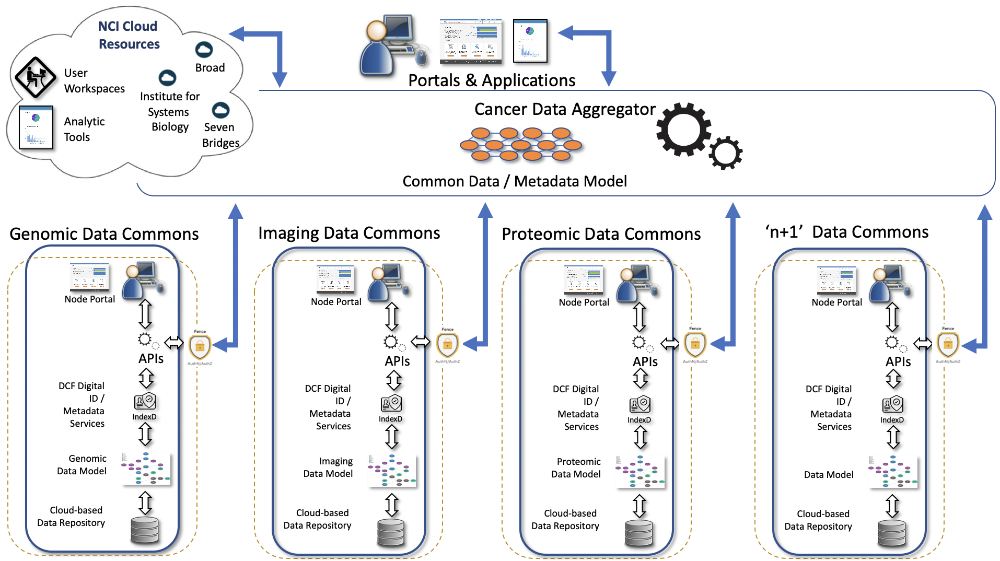 NCI Cloud
Resources
User
Workspaces
Analytic
Tools
Broad
Institute for
Systems
Biology
Seven
Bridges
Portals & Applications
Cancer Data Aggregator
Common Data / Metadata Model
Genomic Data Commons
Node Portal
APIs
Fence
AuthN/AuthZ
DCF Digital
ID /
Metadata
Services
IndexD
Genomic
Data Model
Cloud-based
Data Repository
Imaging Data Commons
Node Portal
APIs
Fence
AuthN/AuthZ
DCF Digital
ID /
Metadata
Services
IndexD
Imaging
Data Model
Cloud-based
Data Repository
Proteomic Data Commons
Node Portal
APIs
Fence
AuthN/AuthZ
DCF Digital
ID /
Metadata
Services
IndexD
Proteomic
Data Model
Cloud-based
Data Repository
‘n+1’ Data Commons
Node Portal
APIs
Fence
AuthN/AuthZ
DCF Digital
ID /
Metadata
Services
IndexD
Data Model
Cloud-based
Data Repository